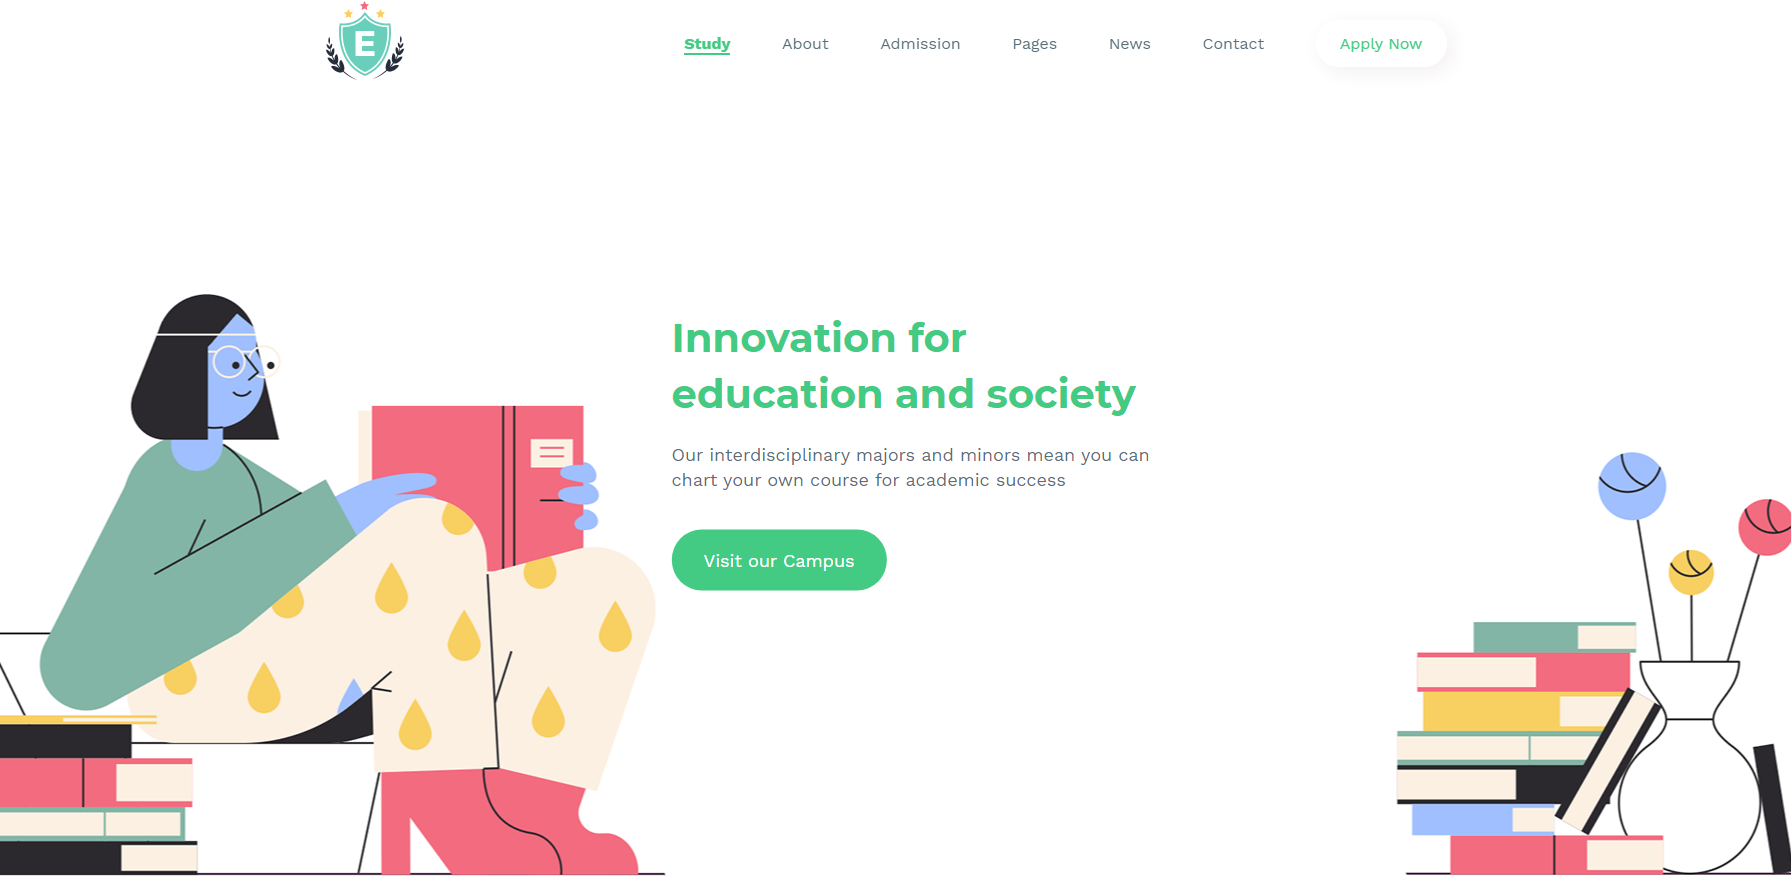 E
Study About Admission Pages News Contact Apply Now
Innovation for
education and society
Our interdisciplinary majors and minors mean you can
chart your own course for academic success
Visit our Campus